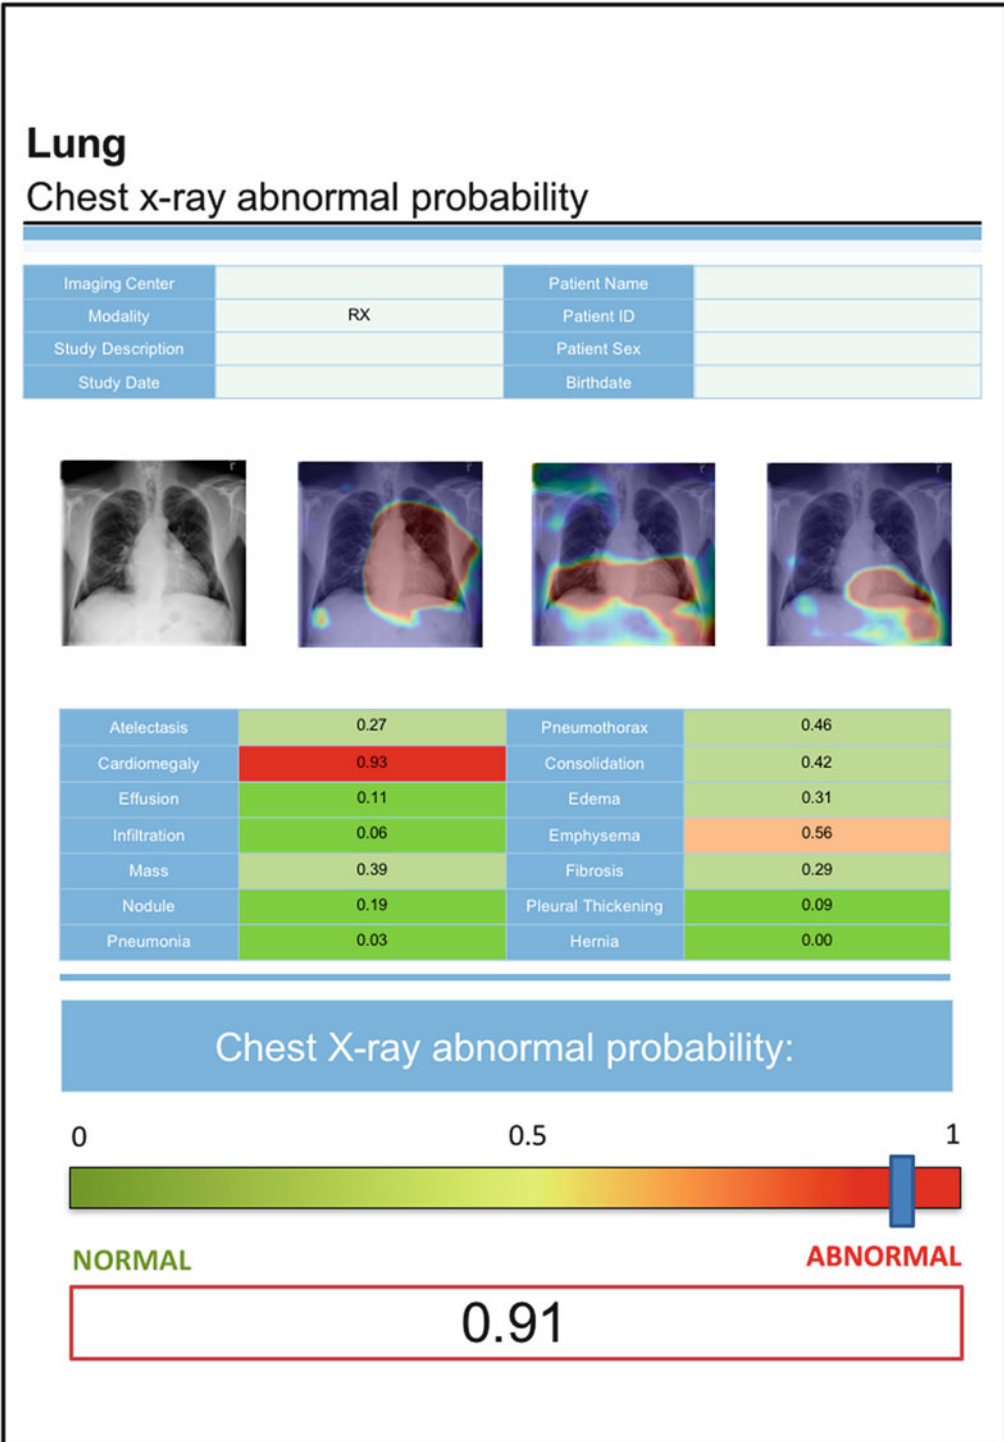 Lung
Chest x-ray abnormal probability
Imaging Center Patient Name
Modality RX Patient ID
Study Description Patient Sex
Study Date Birthdate
Atelectasis 0.27 Pneumothorax 0.46
Cardiomegaly 0.93 Consolidation 0.42
Effusion 0.11 Edema 0.31
Infiltration 0.06 Emphysema 0.56
Mass 0.39 Fibrosis 0.29
Nodule 0.19 Pleural Thickening 0.09
Pneumonia 0.03 Hernia 0.00
Chest X-ray abnormal probability:
0 0.5 1
NORMAL ABNORMAL
0.91